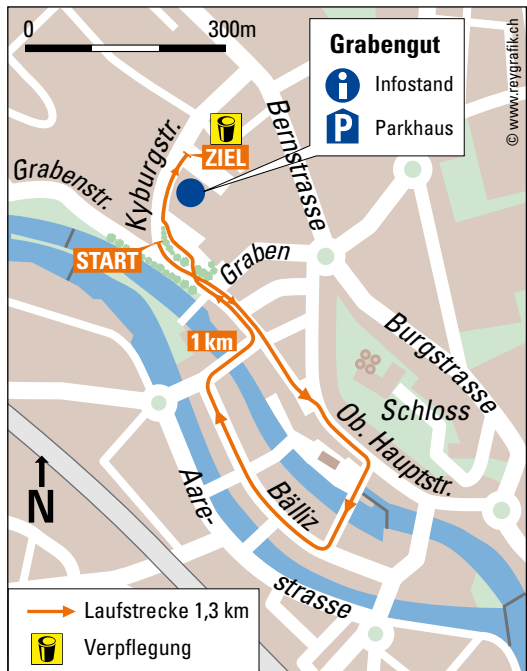 0 300m
Grabengut
Infostand
P Parkhaus
© www.reygrafik.ch
Kyburgstr.
Bernstrasse
ZIEL
Grabenstr.
START
Graben
1 km
Burgstrasse
Schloss
Ob. Hauptstr.
Bälliz
Aare-
strasse
N
Laufstrecke 1,3 km
Verpflegung